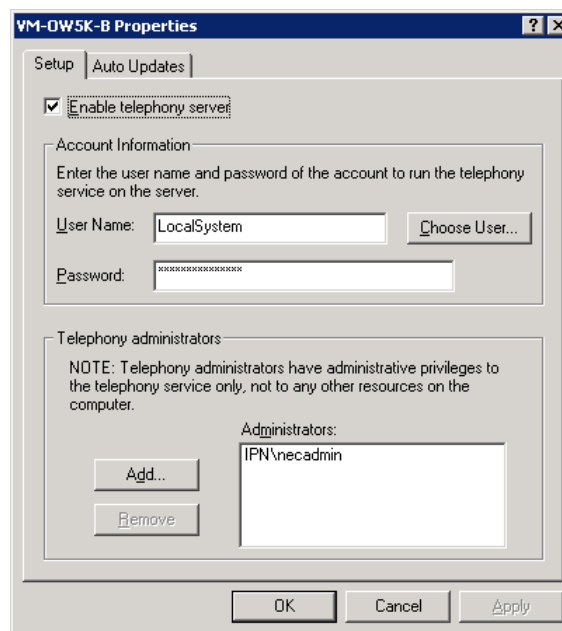 VM-OW5K-B Properties
Setup
Auto Updates
Enable telephony server
Account Information
Enter the user name and password of the account to run the telephony
service on the server.
User Name:
LocalSystem
Choose User...
Password:
***************
Telephony administrators
NOTE: Telephony administrators have administrative privileges to
the telephony service only, not to any other resources on the
computer.
Administrators:
IPN\necadmin
Add...
Remove
OK
Cancel
Apply